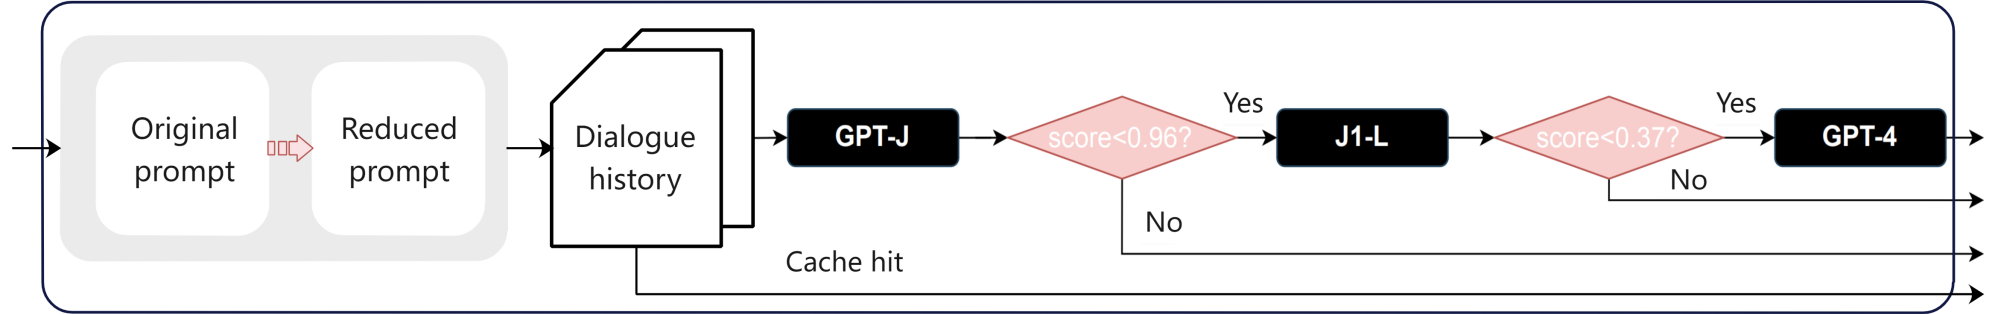 Original
prompt
Reduced
prompt
Dialogue
history
GPT-J
score<0.96?
Yes
J1-L
score<0.37?
Yes
GPT-4
No
No
Cache hit